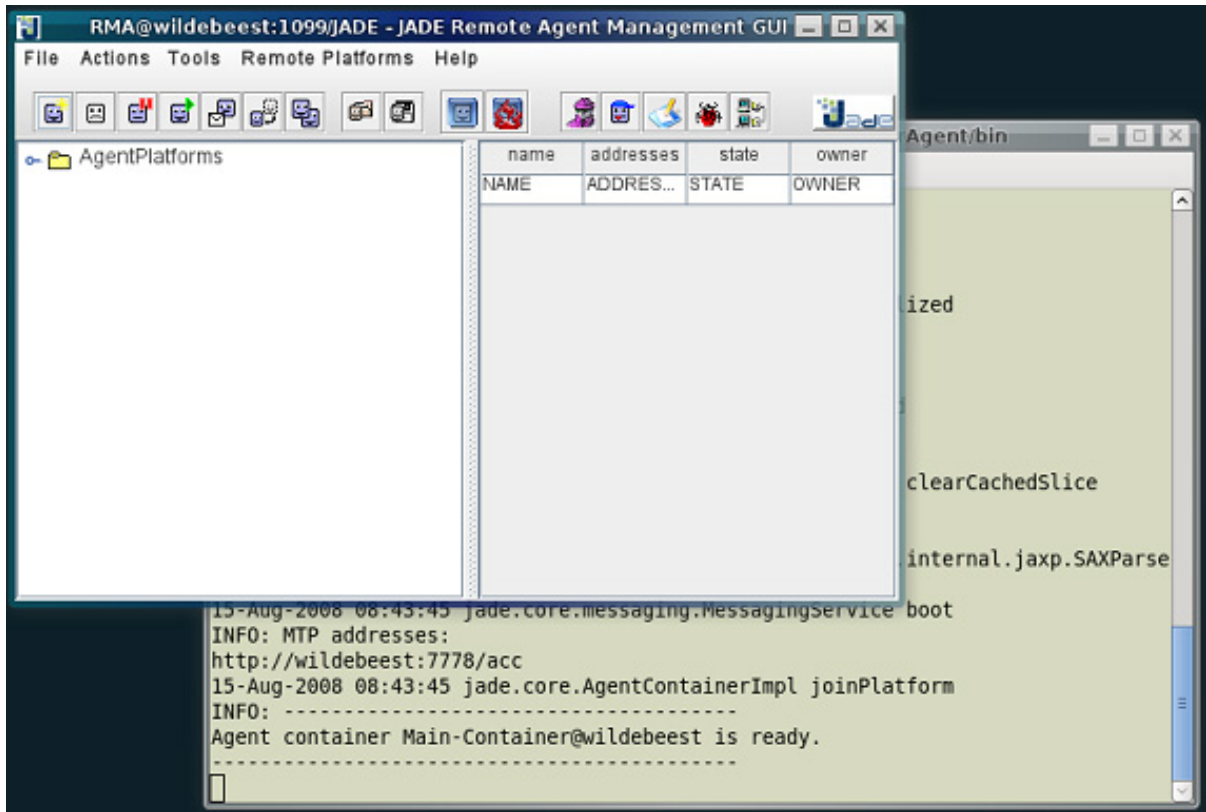 RMA@wildebeest:1099/JADE - JADE Remote Agent Management GUI
File Actions Tools Remote Platforms Help
Jade
AgentPlatforms
name addresses state owner
NAME ADDRES... STATE OWNER
Agent/bin
lized
clearCachedSlice
.internal.jaxp.SAXParse
15-Aug-2008 08:43:45 jade.core.messaging.MessagingService boot
INFO: MTP addresses:
http://wildebeest:7778/acc
15-Aug-2008 08:43:45 jade.core.AgentContainerImpl joinPlatform
INFO: --------------------------------------
Agent container Main-Container@wildebeest is ready.
--------------------------------------------